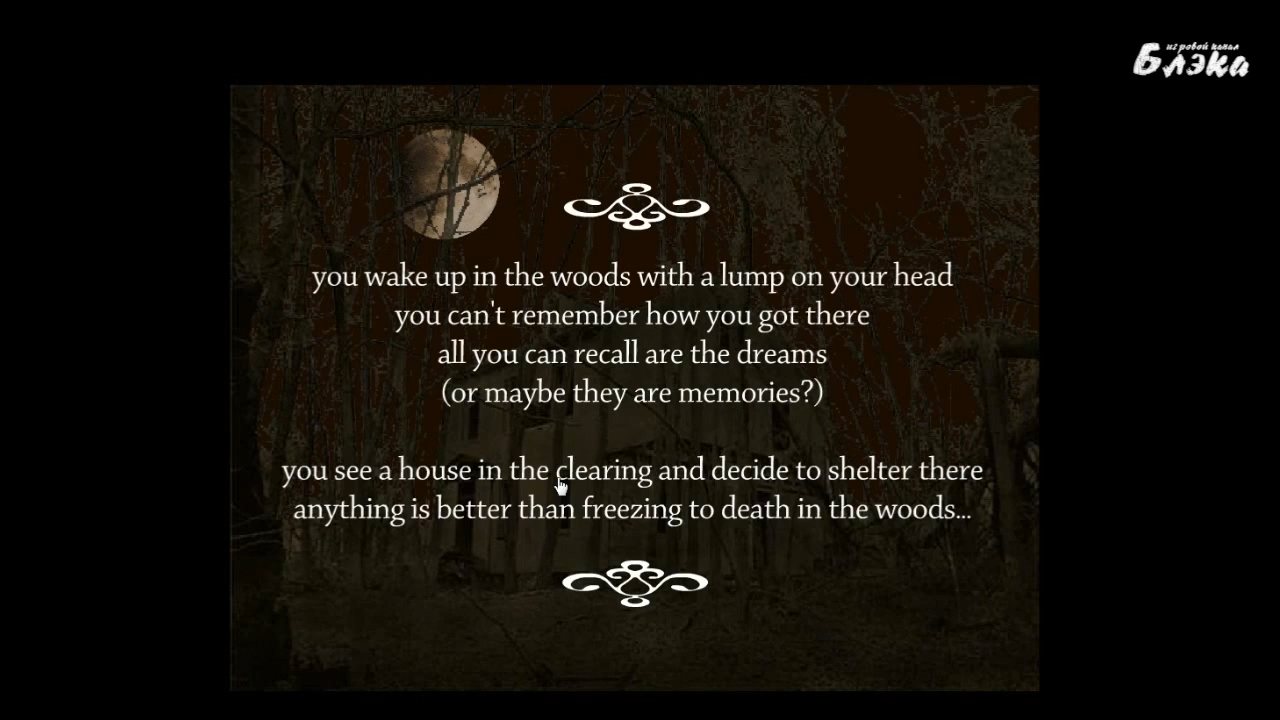 игровой канал
Блэка
you wake up in the woods with a lump on your head
you can't remember how you got there
all you can recall are the dreams
(or maybe they are memories?)
you see a house in the clearing and decide to shelter there
anything is better than freezing to death in the woods...